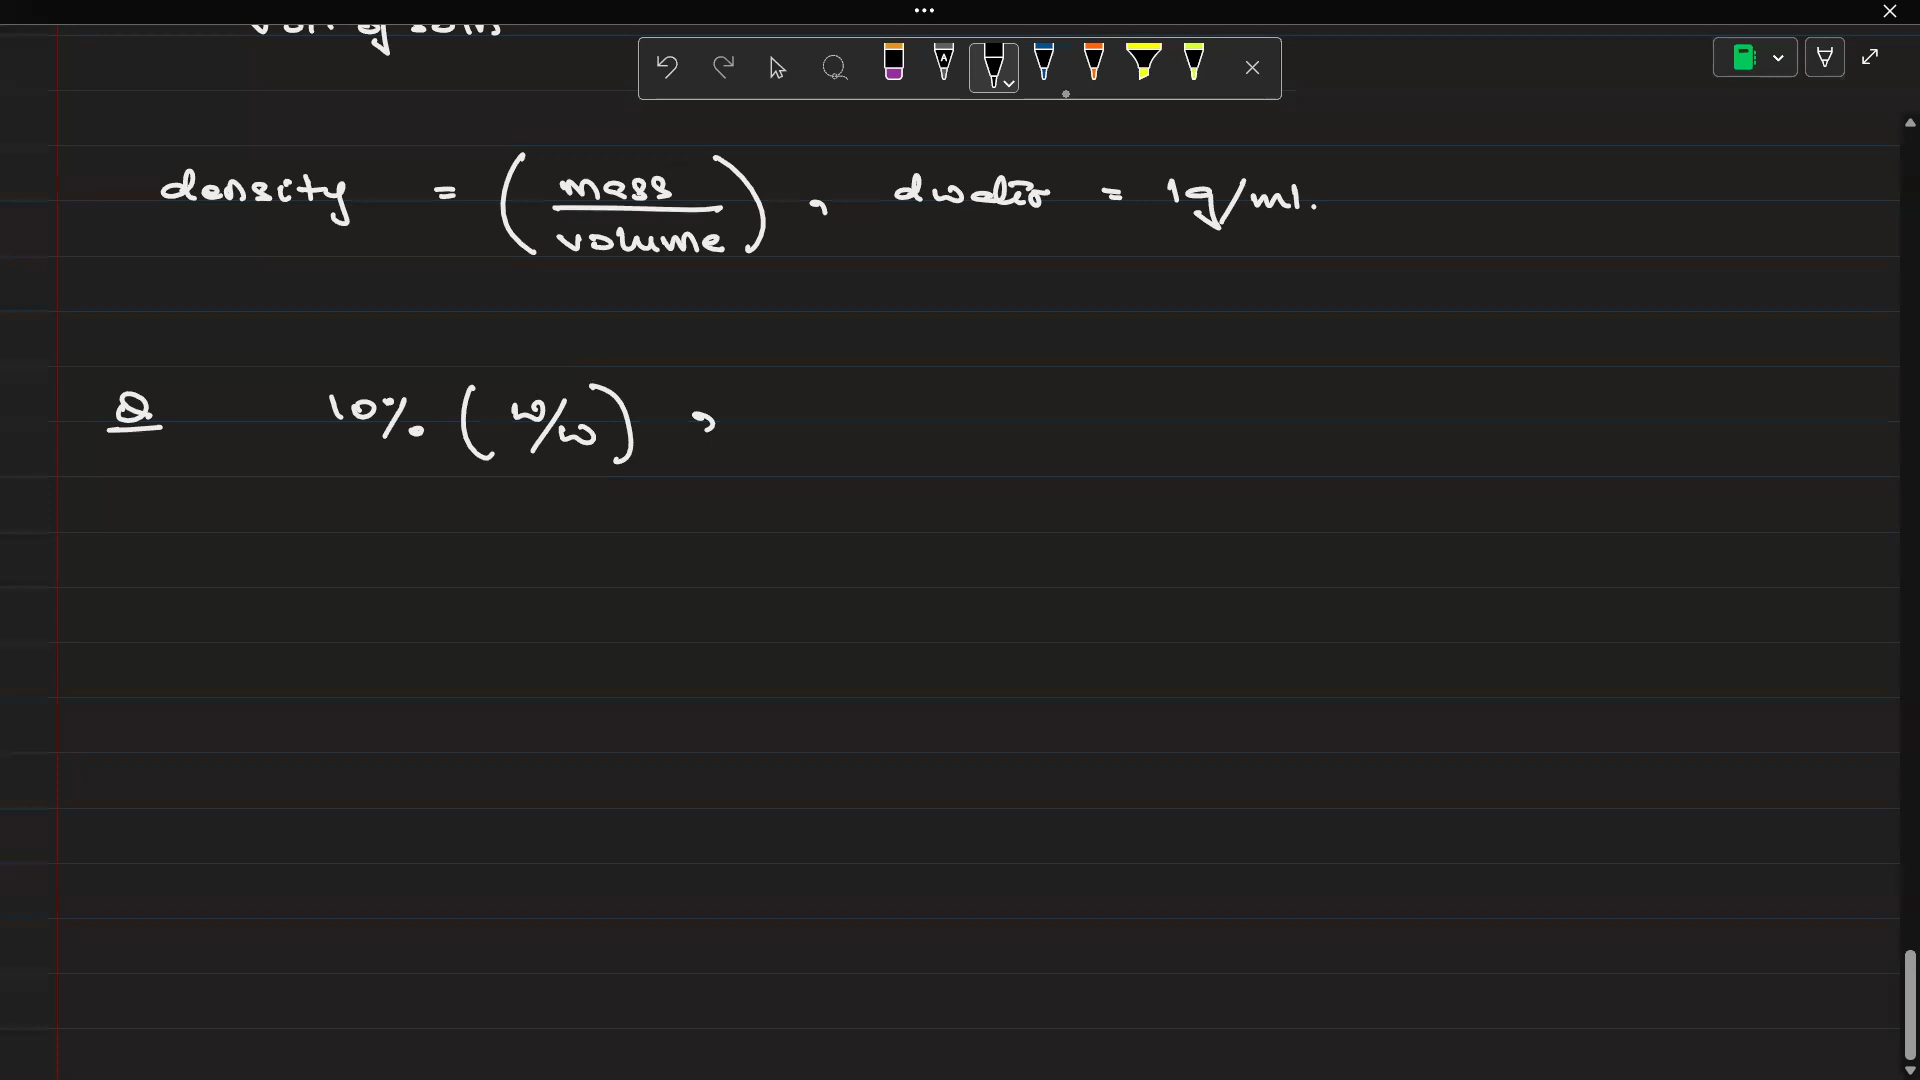 density = (mass/volume), dwater = 1g/ml.
Q 10% (w/w),